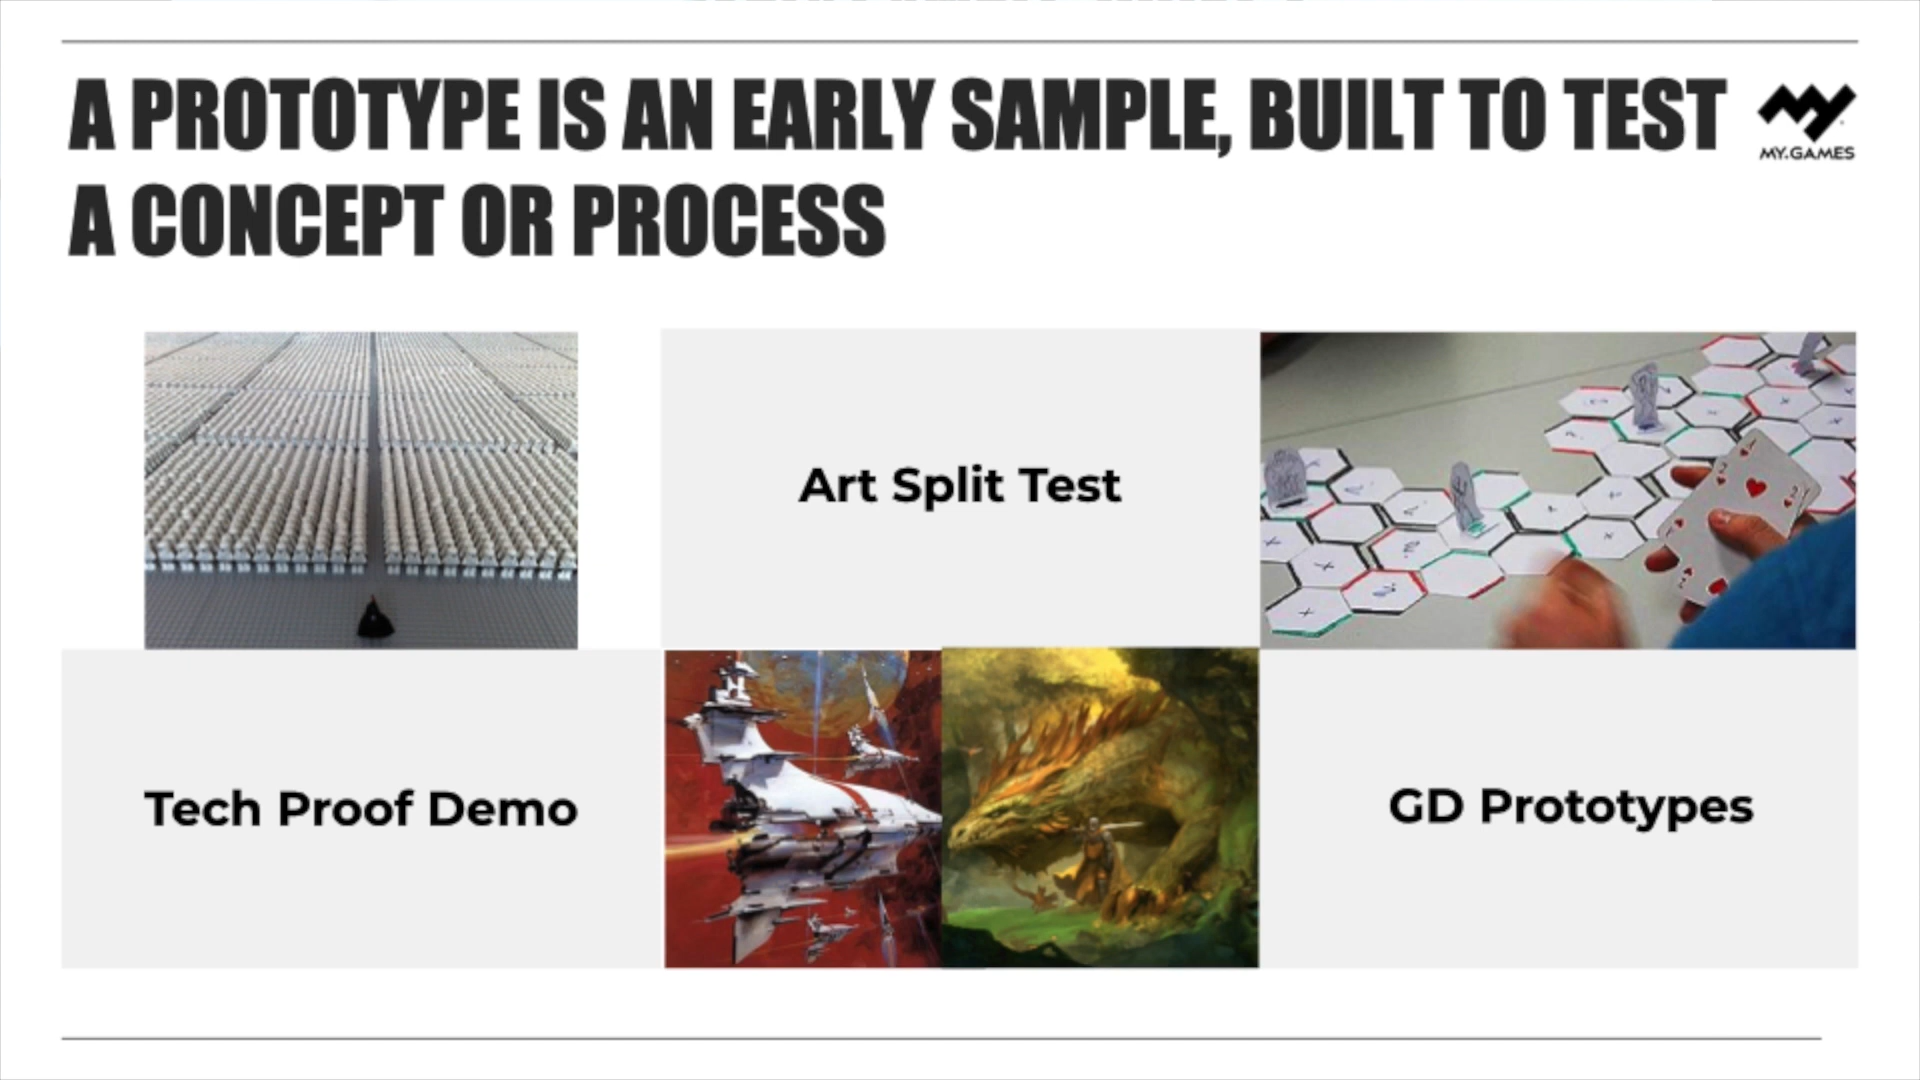 A PROTOTYPE IS AN EARLY SAMPLE, BUILT TO TEST
A CONCEPT OR PROCESS
MY.GAMES
Art Split Test
Tech Proof Demo
GD Prototypes